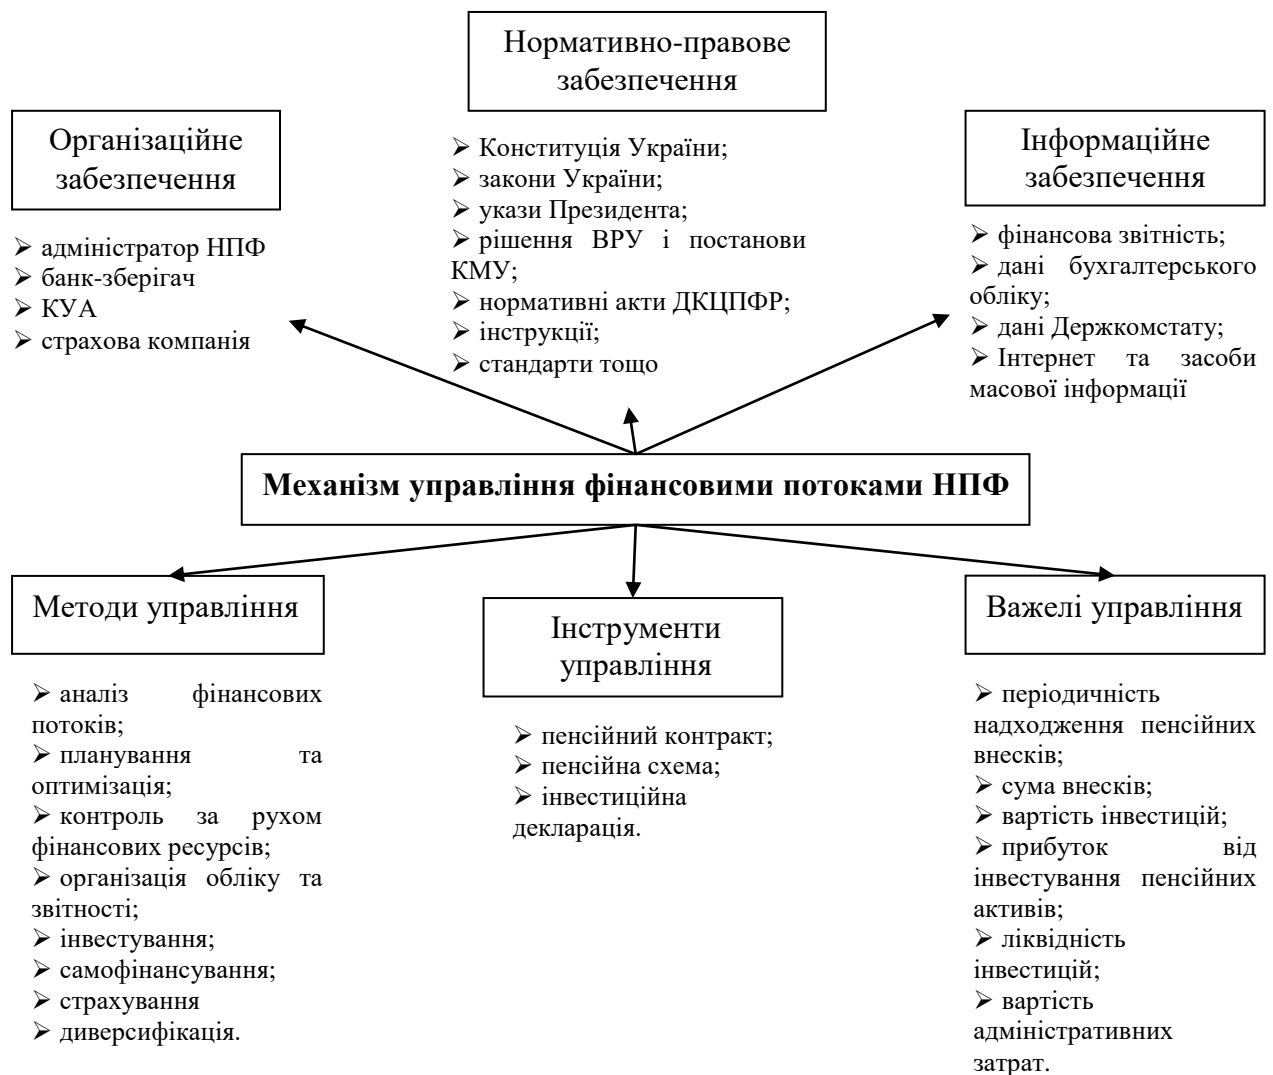 Нормативно-правове
забезпечення
Організаційне
забезпечення
Інформаційне
забезпечення
➢ адміністратор НПФ
➢ банк-зберігач
➢ КУА
➢ страхова компанія
➢ Конституція України;
➢ закони України;
➢ укази Президента;
➢ рішення ВРУ і постанови
КМУ;
➢ нормативні акти ДКЦПФР;
➢ інструкції;
➢ стандарти тощо
➢ фінансова звітність;
➢ дані бухгалтерського
обліку;
➢ дані Держкомстату;
➢ Інтернет та засоби
масової інформації
Механізм управління фінансовими потоками НПФ
Методи управління
Інструменти
управління
Важелі управління
➢ аналіз фінансових
потоків;
➢ планування та
оптимізація;
➢ контроль за рухом
фінансових ресурсів;
➢ організація обліку та
звітності;
➢ інвестування;
➢ самофінансування;
➢ страхування
➢ диверсифікація.
➢ пенсійний контракт;
➢ пенсійна схема;
➢ інвестиційна
декларація.
➢ періодичність
надходження пенсійних
внесків;
➢ сума внесків;
➢ вартість інвестицій;
➢ прибуток від
інвестування пенсійних
активів;
➢ ліквідність
інвестицій;
➢ вартість
адміністративних
затрат.